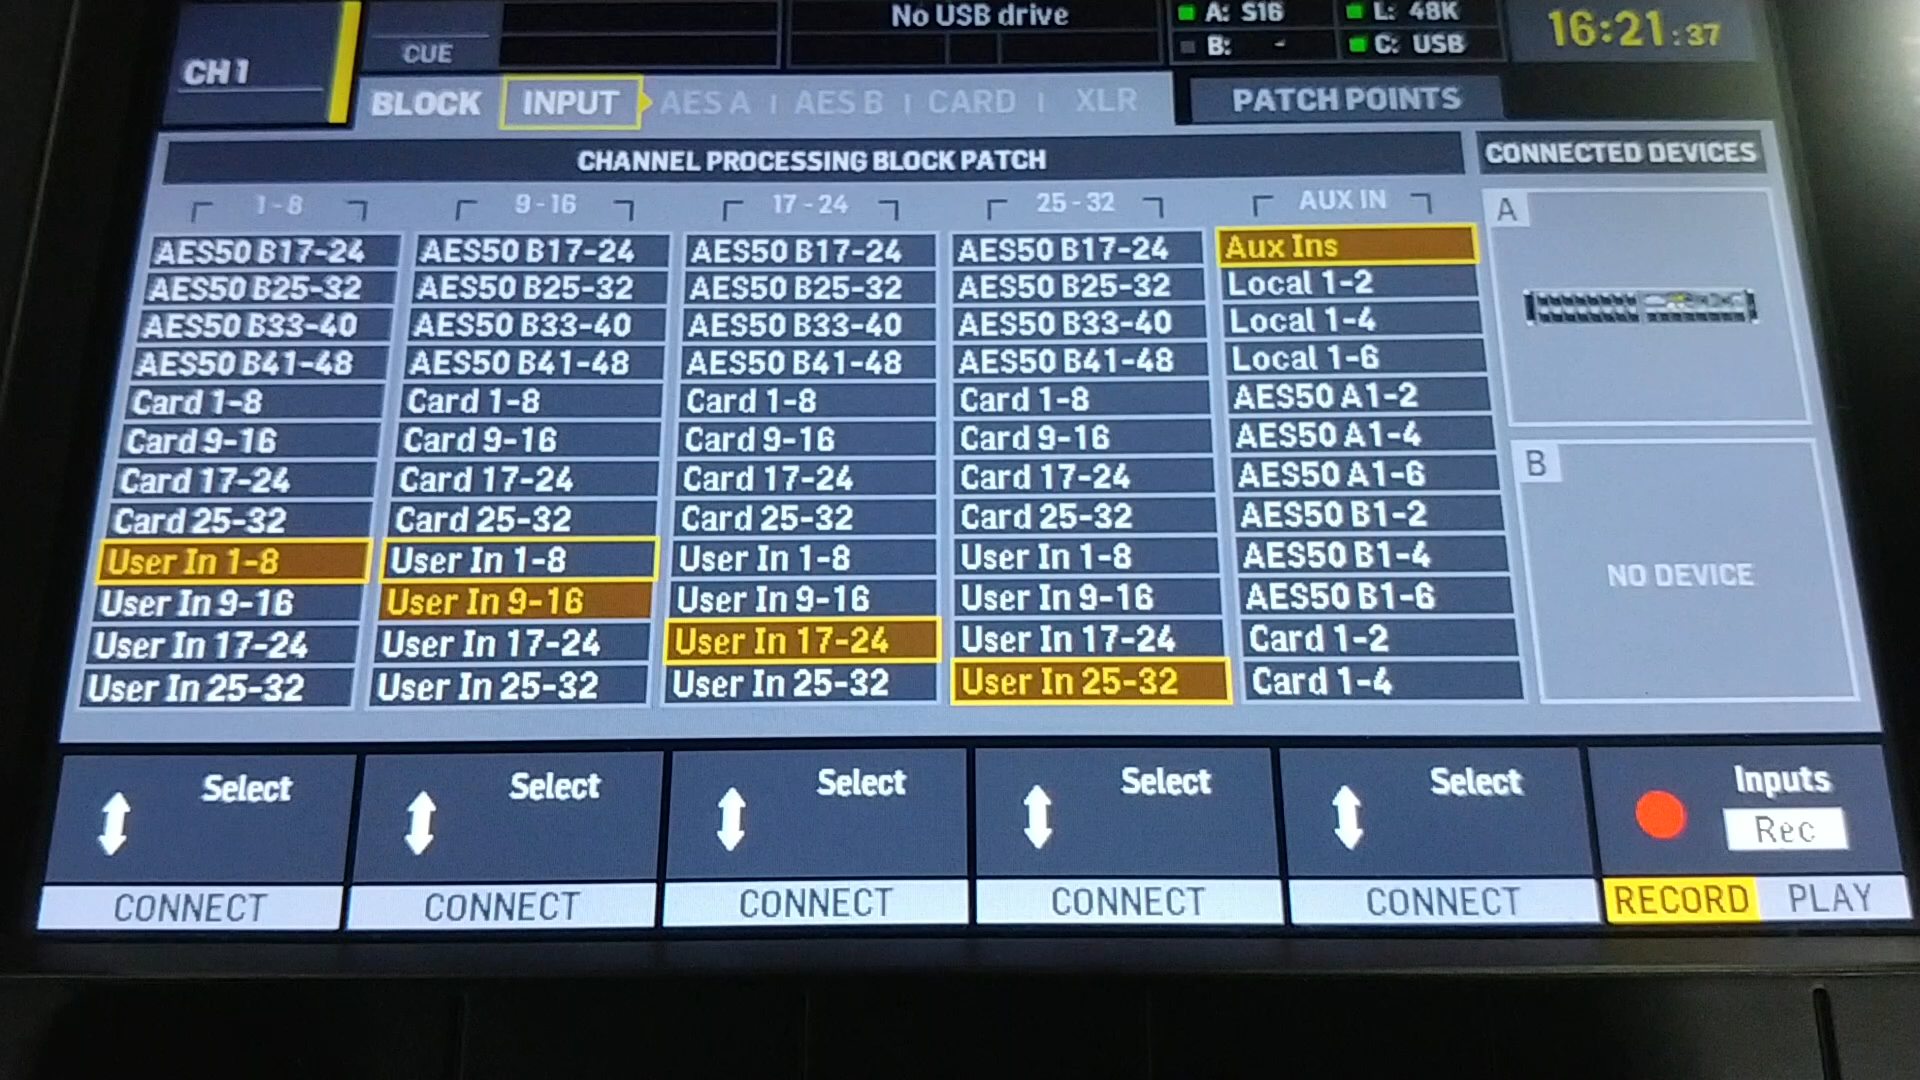 No USB drive
A: S16
L: 48K
B: -
C: USB
16:21:37
CH 1
CUE
BLOCK
INPUT
AES A
AES B
CARD
XLR
PATCH POINTS
CHANNEL PROCESSING BLOCK PATCH
CONNECTED DEVICES
1-8
9-16
17-24
25-32
AUX IN
AES50 B17-24
AES50 B25-32
AES50 B33-40
AES50 B41-48
Card 1-8
Card 9-16
Card 17-24
Card 25-32
User In 1-8
User In 9-16
User In 17-24
User In 25-32
AES50 B17-24
AES50 B25-32
AES50 B33-40
AES50 B41-48
Card 1-8
Card 9-16
Card 17-24
Card 25-32
User In 1-8
User In 9-16
User In 17-24
User In 25-32
AES50 B17-24
AES50 B25-32
AES50 B33-40
AES50 B41-48
Card 1-8
Card 9-16
Card 17-24
Card 25-32
User In 1-8
User In 9-16
User In 17-24
User In 25-32
AES50 B17-24
AES50 B25-32
AES50 B33-40
AES50 B41-48
Card 1-8
Card 9-16
Card 17-24
Card 25-32
User In 1-8
User In 9-16
User In 17-24
User In 25-32
Aux Ins
Local 1-2
Local 1-4
Local 1-6
AES50 A1-2
AES50 A1-4
AES50 A1-6
AES50 B1-2
AES50 B1-4
AES50 B1-6
Card 1-2
Card 1-4
A
B
NO DEVICE
Select
Select
Select
Select
Select
Inputs
Rec
CONNECT
CONNECT
CONNECT
CONNECT
CONNECT
RECORD
PLAY